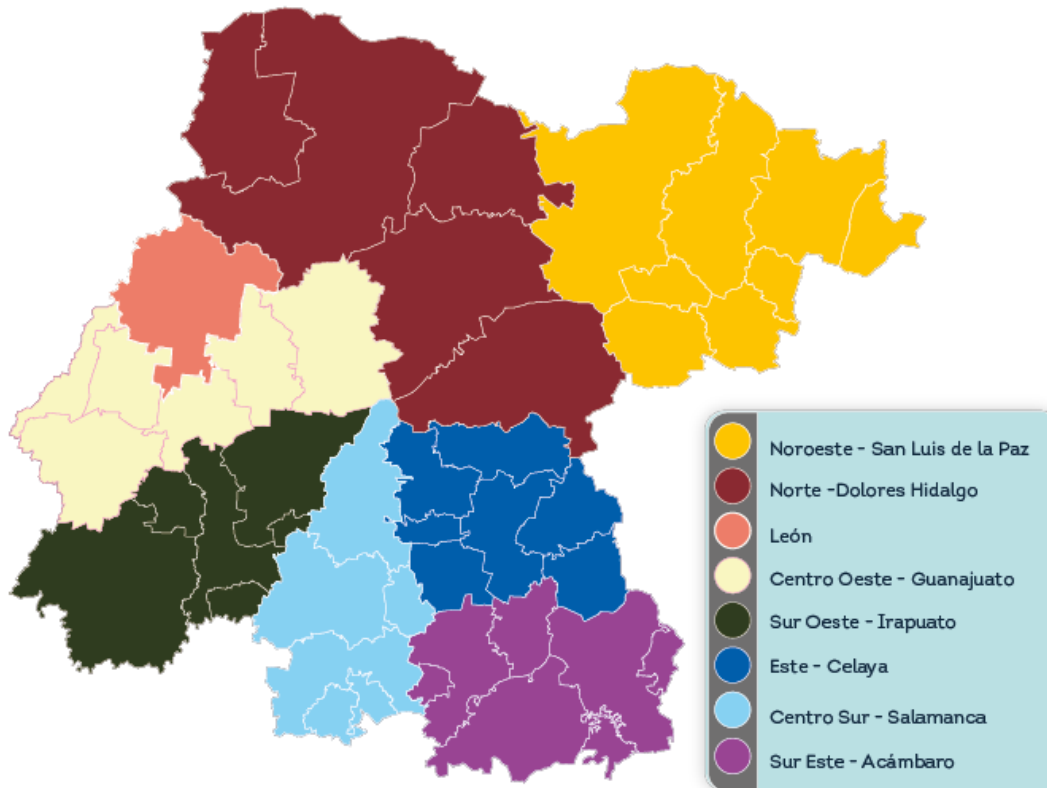 Noroeste - San Luis de la Paz
Norte -Dolores Hidalgo
León
Centro Oeste - Guanajuato
Sur Oeste - Irapuato
Este - Celaya
Centro Sur - Salamanca
Sur Este - Acámbaro